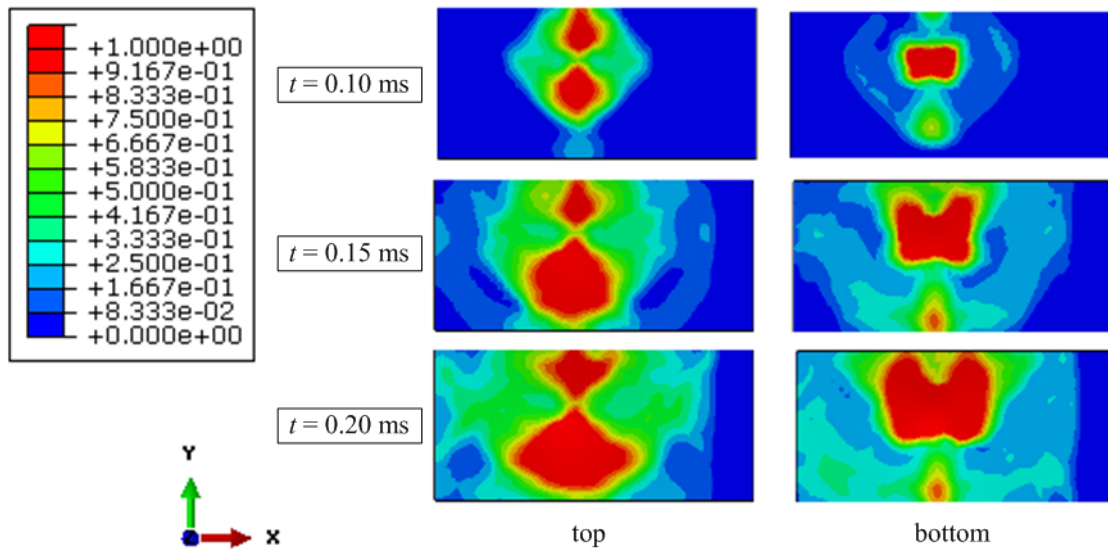 +1.000e+00
+9.167e-01
+8.333e-01
+7.500e-01
+6.667e-01
+5.833e-01
+5.000e-01
+4.167e-01
+3.333e-01
+2.500e-01
+1.667e-01
+8.333e-02
+0.000e+00
t = 0.10 ms
t = 0.15 ms
t = 0.20 ms
Y
Z
X
top
bottom